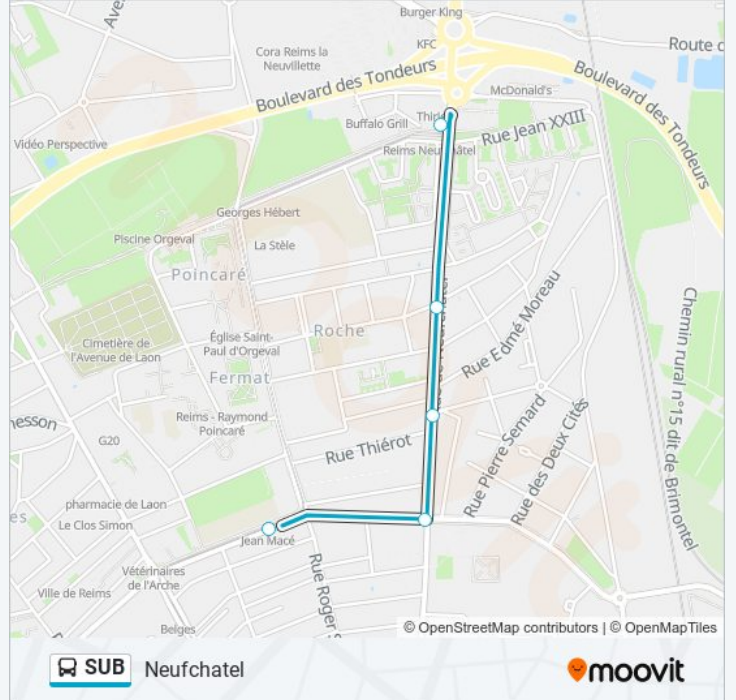 Burger King
Ave
KFC
Route d
Cora Reims la
Neuvillette
Boulevard des Tondeurs
McDonald's
Boulevard des Tondeurs
Buffalo Grill
Rue Jean XXIII
Vidéo Perspective
Georges Hébert
Piscine Orgeval
La Stèle
Poincaré
Rue Edmé Moreau
Chemin rural n°15 dit de Brimontel
Roche
Cimetière de
l'Avenue de Laon
Église Saint-
Paul d'Orgeval
Fermat
Reims - Raymond
Poincaré
esson
G20
Rue Thiérot
Rue Pierre Semard
Rue des Deux Cités
pharmacie de Laon
es
Le Clos Simon
Jean Macé
Vétérinaires
de l'Arche
Rue Roger S
Ville de Reims
Belges
© OpenStreetMap contributors | © OpenMapTiles
SUB Neufchatel
moovit